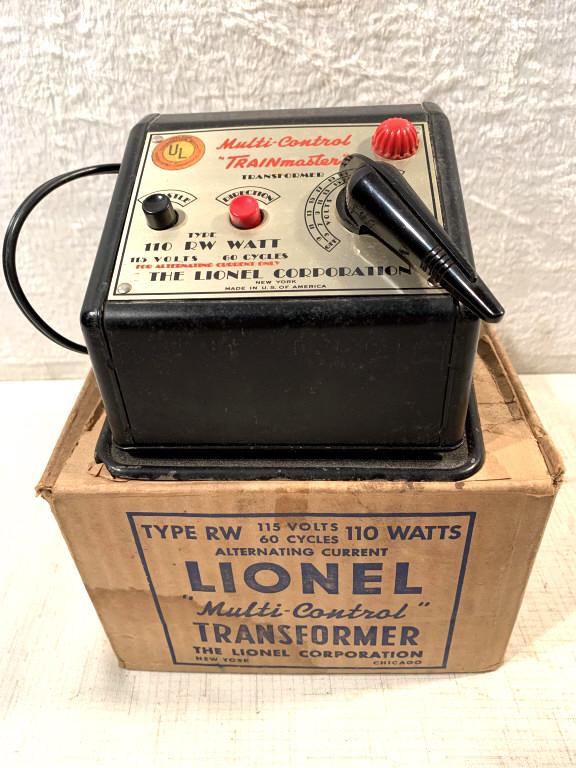 UL
Multi-Control
"TRAINmaster"
TRANSFORMER
DIRECTION
VOLTS
TYPE
110 RW WATT
115 VOLTS 60 CYCLES
FOR ALTERNATING CURRENT ONLY
THE LIONEL CORPORATION
NEW YORK
MADE IN U.S. OF AMERICA
TYPE RW 115 VOLTS 60 CYCLES 110 WATTS
ALTERNATING CURRENT
LIONEL
"Multi-Control"
TRANSFORMER
THE LIONEL CORPORATION
NEW YORK CHICAGO